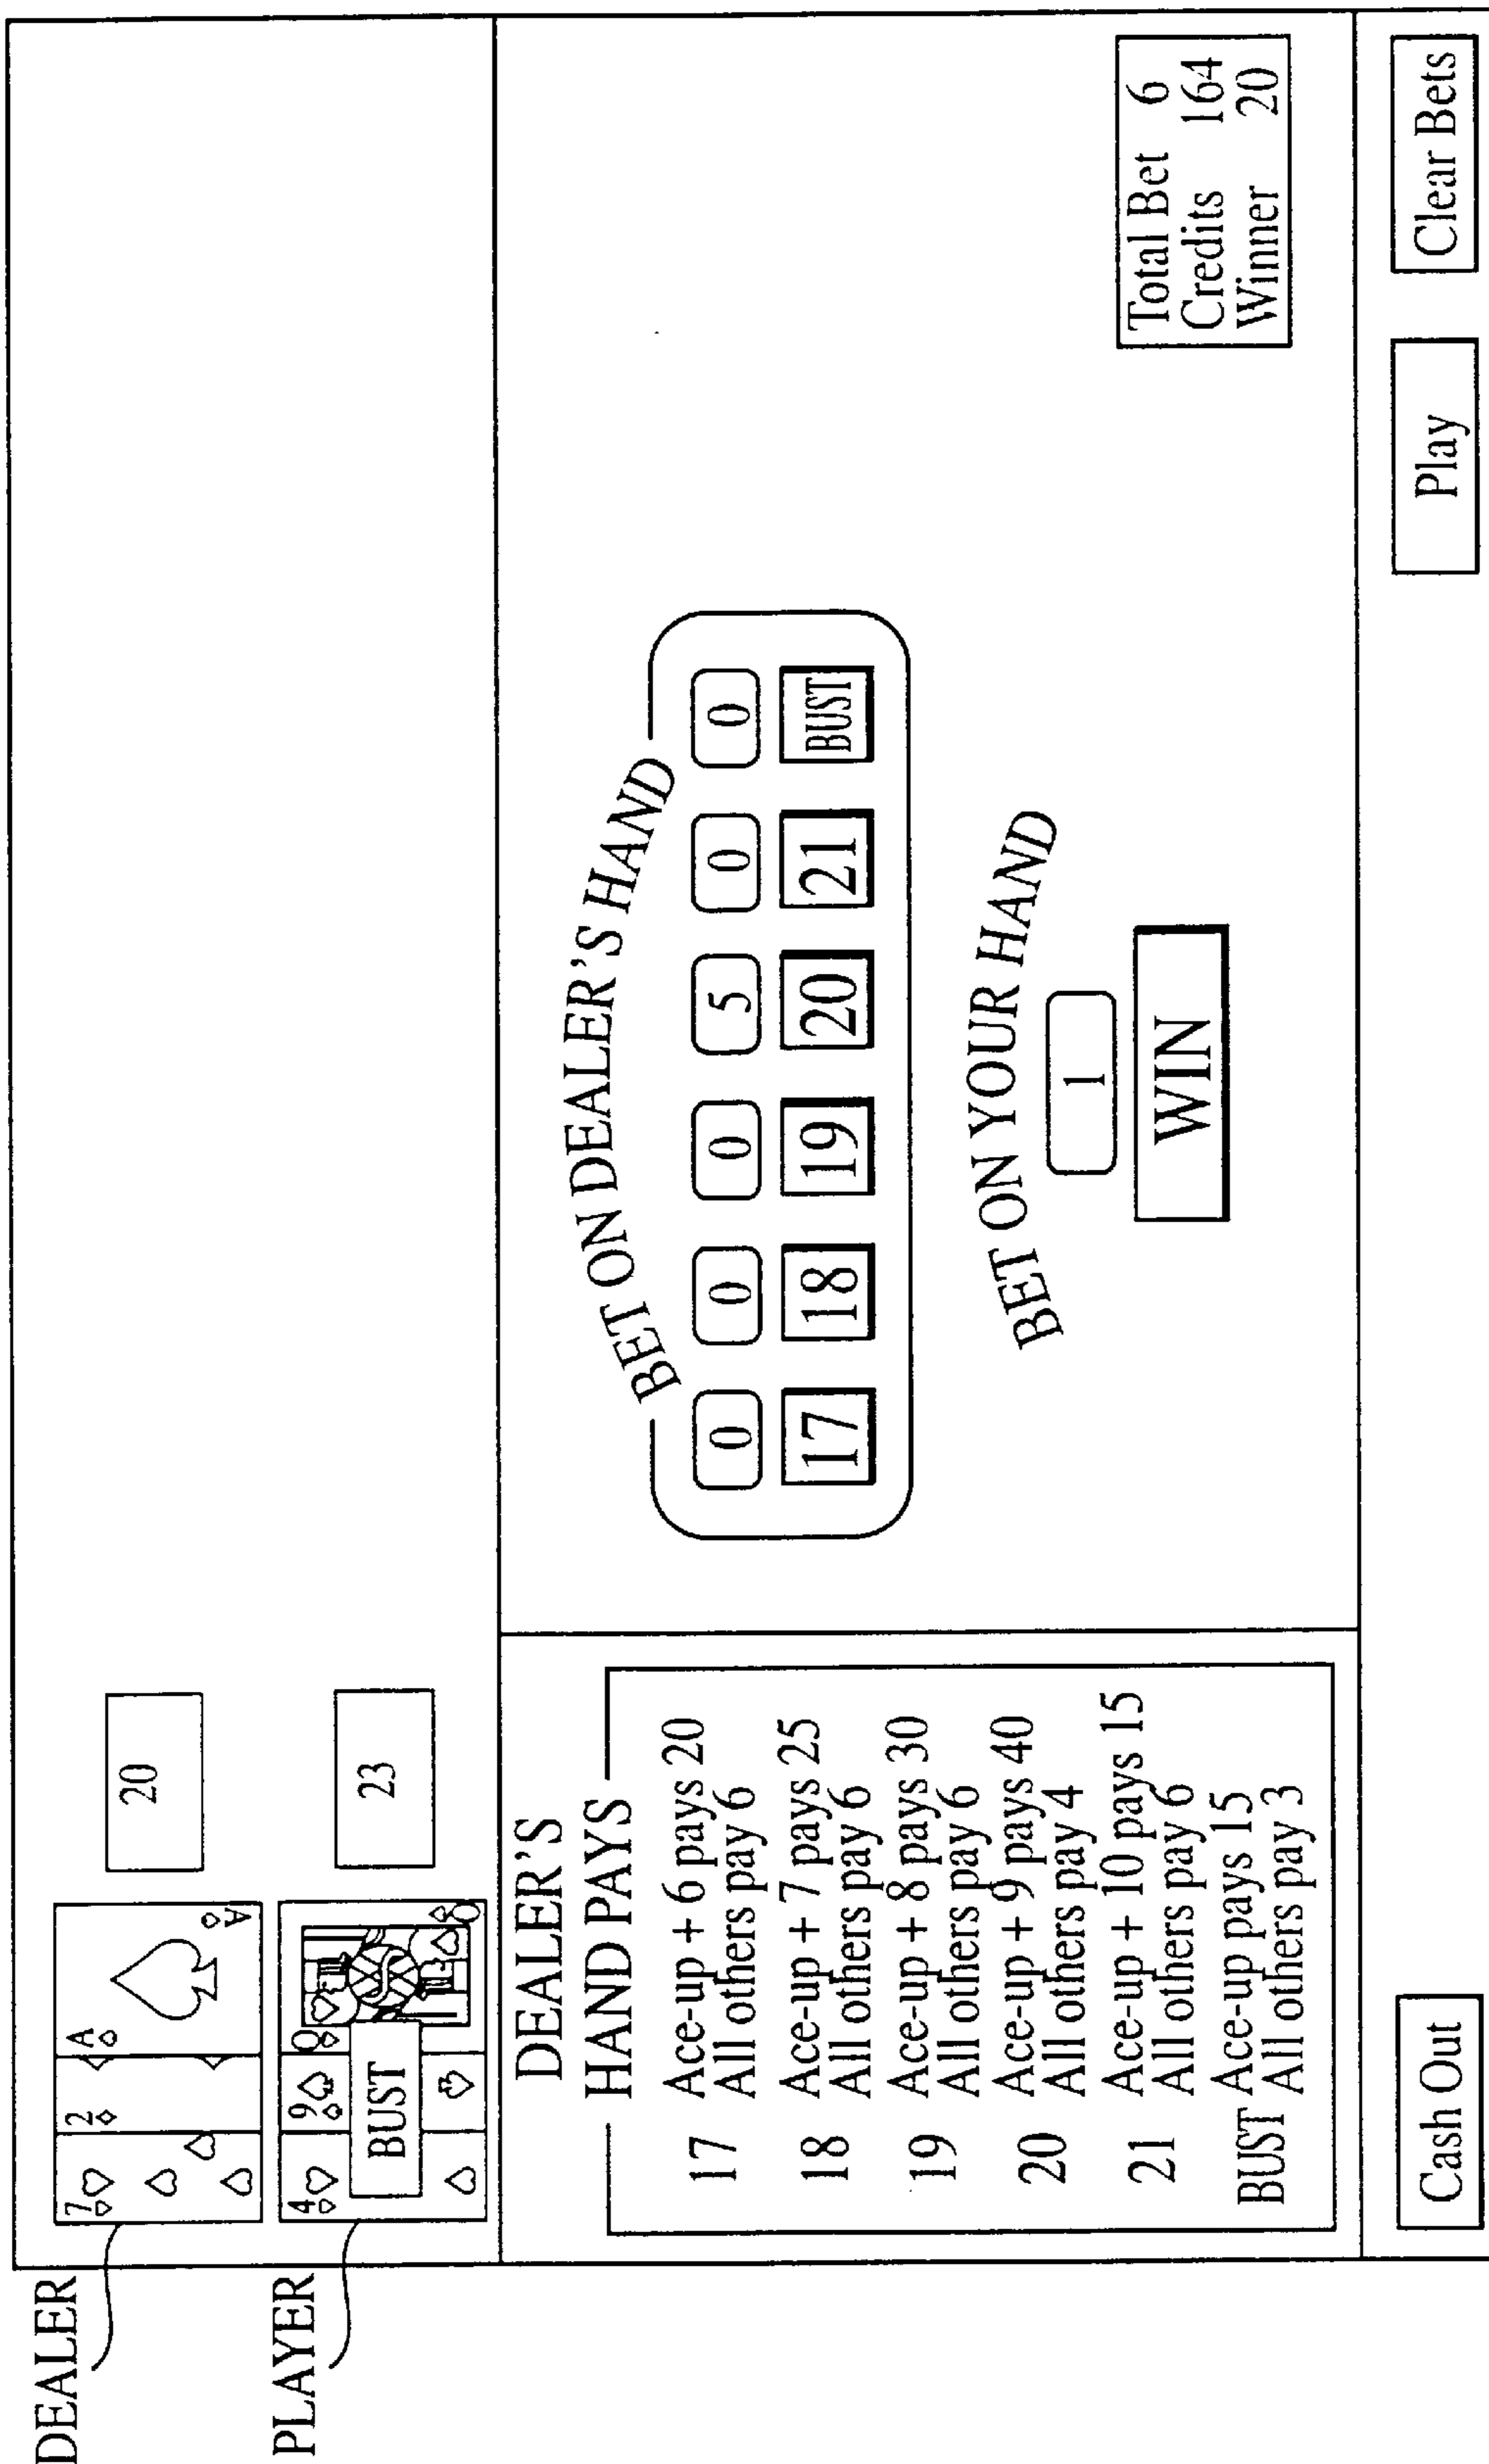 DEALER
7
2
A
A
20
PLAYER
4
9
Q
Q
BUST
23
DEALER'S
HAND PAYS
17 Ace-up + 6 pays 20
All others pay 6
18 Ace-up + 7 pays 25
All others pay 6
19 Ace-up + 8 pays 30
All others pay 6
20 Ace-up + 9 pays 40
All others pay 4
21 Ace-up + 10 pays 15
All others pay 6
BUST Ace-up pays 15
All others pay 3
BET ON DEALER'S HAND
0 0 0 5 0 0
17 18 19 20 21 BUST
BET ON YOUR HAND
1
WIN
Total Bet 6
Credits 164
Winner 20
Cash Out Play Clear Bets